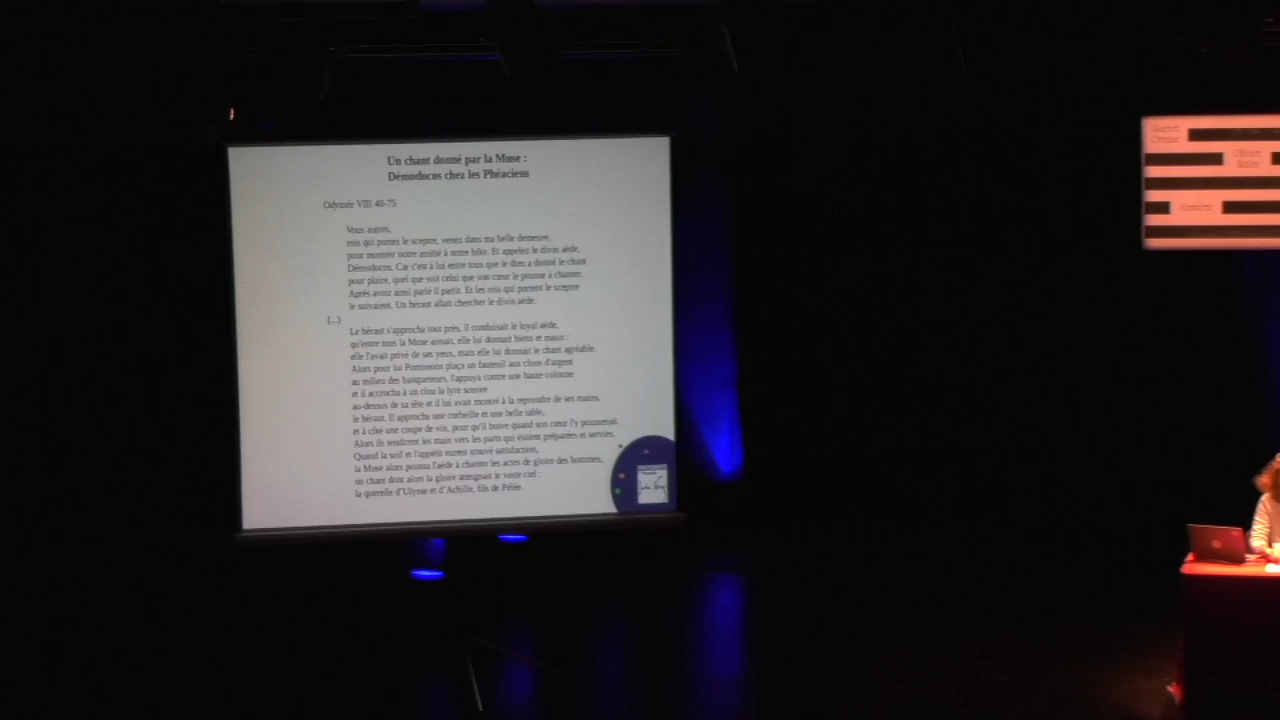 Un chant donné par la Muse :
Démodocos chez les Phéaciens
Odyssée VIII 40-75
Vous autres,
rois qui portez le sceptre, venez dans ma belle demeure,
pour montrer notre amitié à notre hôte. Et appelez le divin aède,
Démodocos. Car c'est à lui entre tous que le dieu a donné le chant
pour plaire, quel que soit celui que son cœur le pousse à chanter.
Après avoir ainsi parlé il partit. Et les rois qui portent le sceptre
le suivaient. Un héraut allait chercher le divin aède.
(...)
Le héraut s'approcha tout près, il conduisait le loyal aède,
qu'entre tous la Muse aimait, elle lui donnait biens et maux :
elle l'avait privé de ses yeux, mais elle lui donnait le chant agréable.
Alors pour lui Pontonoos plaça un fauteuil aux clous d'argent
au milieu des banqueteurs, l'appuya contre une haute colonne
et il accrocha à un clou la lyre sonore
au-dessus de sa tête et il lui avait montré à la reprendre de ses mains,
le héraut. Il approcha une corbeille et une belle table,
et à côté une coupe de vin, pour qu'il boive quand son cœur l'y pousserait.
Alors ils tendirent les main vers les parts qui étaient préparées et servies.
Quand la soif et l'appétit eurent trouvé satisfaction,
la Muse alors poussa l'aède à chanter les actes de gloire des hommes,
un chant dont alors la gloire atteignait le vaste ciel :
la querelle d'Ulysse et d'Achille, fils de Pélée.